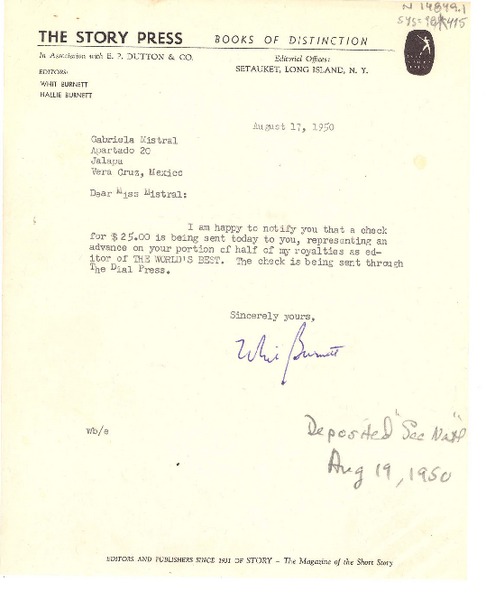 N 14849.1
THE STORY PRESS BOOKS OF DISTINCTION
In Association with E. P. DUTTON & CO.
Editorial Offices:
SETAUKET, LONG ISLAND, N. Y.
EDITORS:
WHIT BURNETT
HALLIE BURNETT
August 17, 1950
Gabriela Mistral
Apartado 20
Jalapa
Vera Cruz, Mexico
Dear Miss Mistral:
I am happy to notify you that a check
for $25.00 is being sent today to you, representing an
advance on your portion cf half of my royalties as ed-
itor of THE WORLD'S BEST. The check is being sent through
The Dial Press.
Sincerely yours,
Whit Burnett
Wb/e
Deposited "Sec Nat'l"
Aug 19, 1950
EDITORS AND PUBLISHERS SINCE 1931 OF STORY – The Magazine of the Short Story